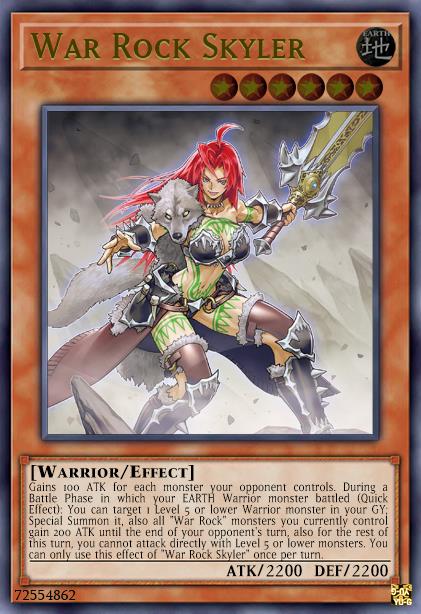 WAR ROCK SKYLER
EARTH
地
[WARRIOR/EFFECT]
Gains 100 ATK for each monster your opponent controls. During a
Battle Phase in which your EARTH Warrior monster battled (Quick
Effect): You can target 1 Level 5 or lower Warrior monster in your GY;
Special Summon it, also all "War Rock" monsters you currently control
gain 200 ATK until the end of your opponent's turn, also for the rest of
this turn, you cannot attack directly with Level 5 or lower monsters. You
can only use this effect of "War Rock Skyler" once per turn.
ATK/2200 DEF/2200
72554862